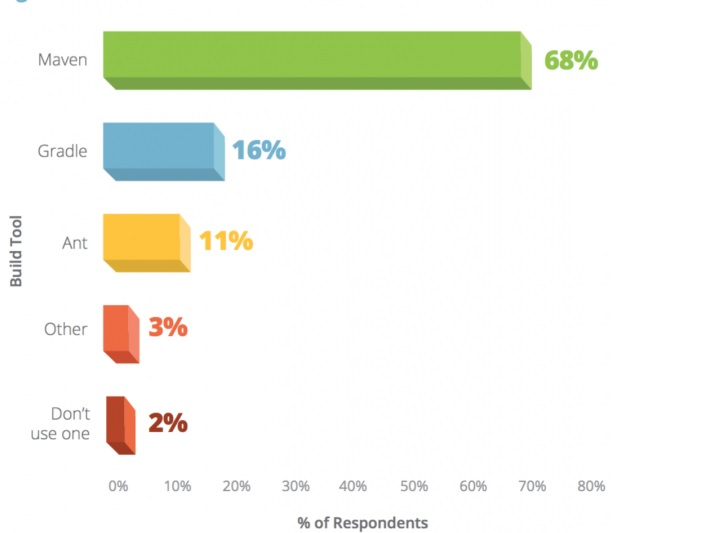 Maven
68%
Gradle
16%
Ant
11%
Other
3%
Don't
use one
2%
Build Tool
0% 10% 20% 30% 40% 50% 60% 70% 80%
% of Respondents